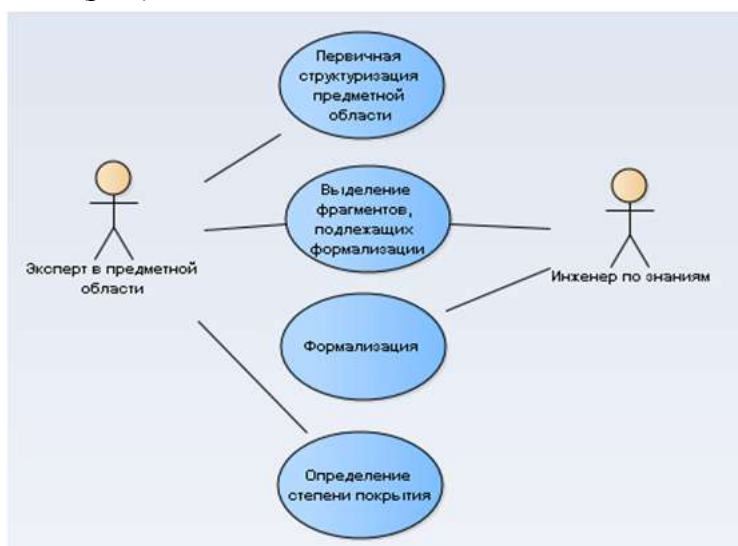 Первичная
структуризация
предметной
области
Выделение
фрагментов,
подлежащих
формализации
Эксперт в предметной
области
Инженер по знаниям
Формализация
Определение
степени покрытия